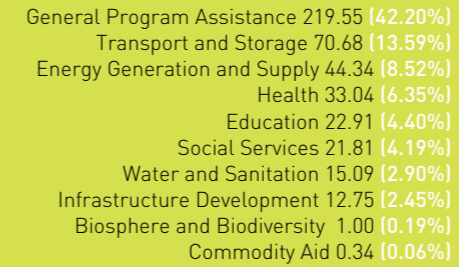 General Program Assistance 219.55 (42.20%)
Transport and Storage 70.68 (13.59%)
Energy Generation and Supply 44.34 (8.52%)
Health 33.04 (6.35%)
Education 22.91 (4.40%)
Social Services 21.81 (4.19%)
Water and Sanitation 15.09 (2.90%)
Infrastructure Development 12.75 (2.45%)
Biosphere and Biodiversity 1.00 (0.19%)
Commodity Aid 0.34 (0.06%)